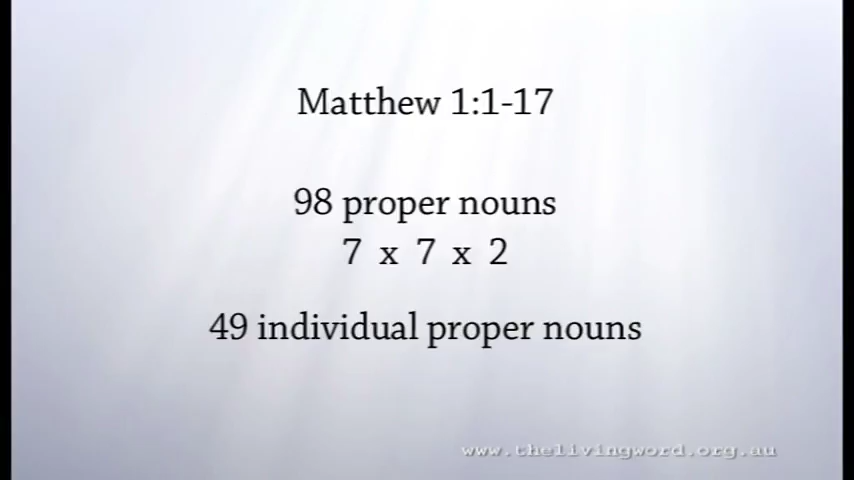 Matthew 1:1-17
98 proper nouns
7 x 7 x 2
49 individual proper nouns
www.thelivingword.org.au